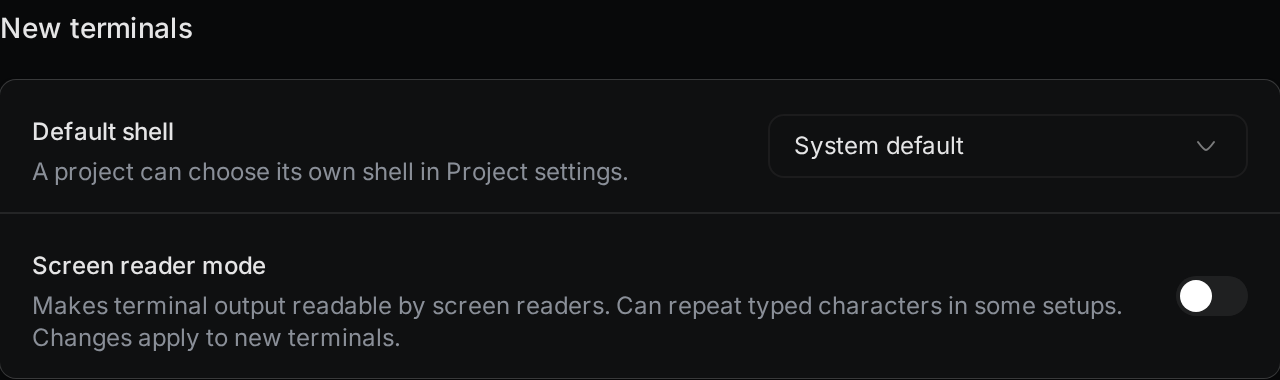 New terminals
Default shell
A project can choose its own shell in Project settings.
System default
Screen reader mode
Makes terminal output readable by screen readers. Can repeat typed characters in some setups.
Changes apply to new terminals.